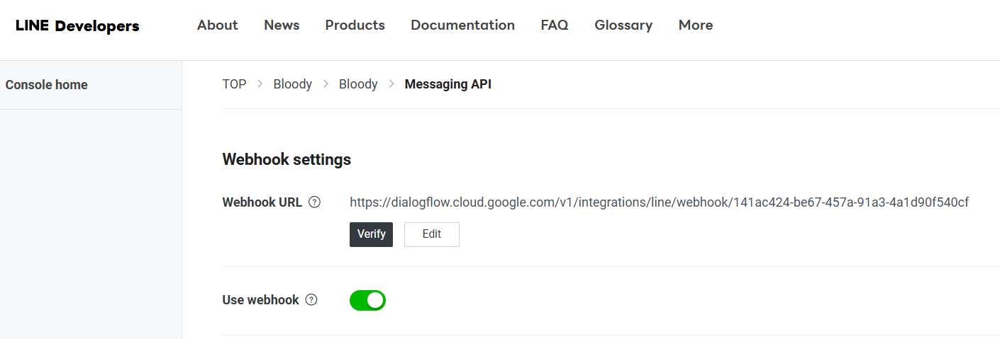 LINE Developers About News Products Documentation FAQ Glossary More
Console home
TOP > Bloody > Bloody > Messaging API
Webhook settings
Webhook URL ? https://dialogflow.cloud.google.com/v1/integrations/line/webhook/141ac424-be67-457a-91a3-4a1d90f540cf
Verify Edit
Use webhook ?